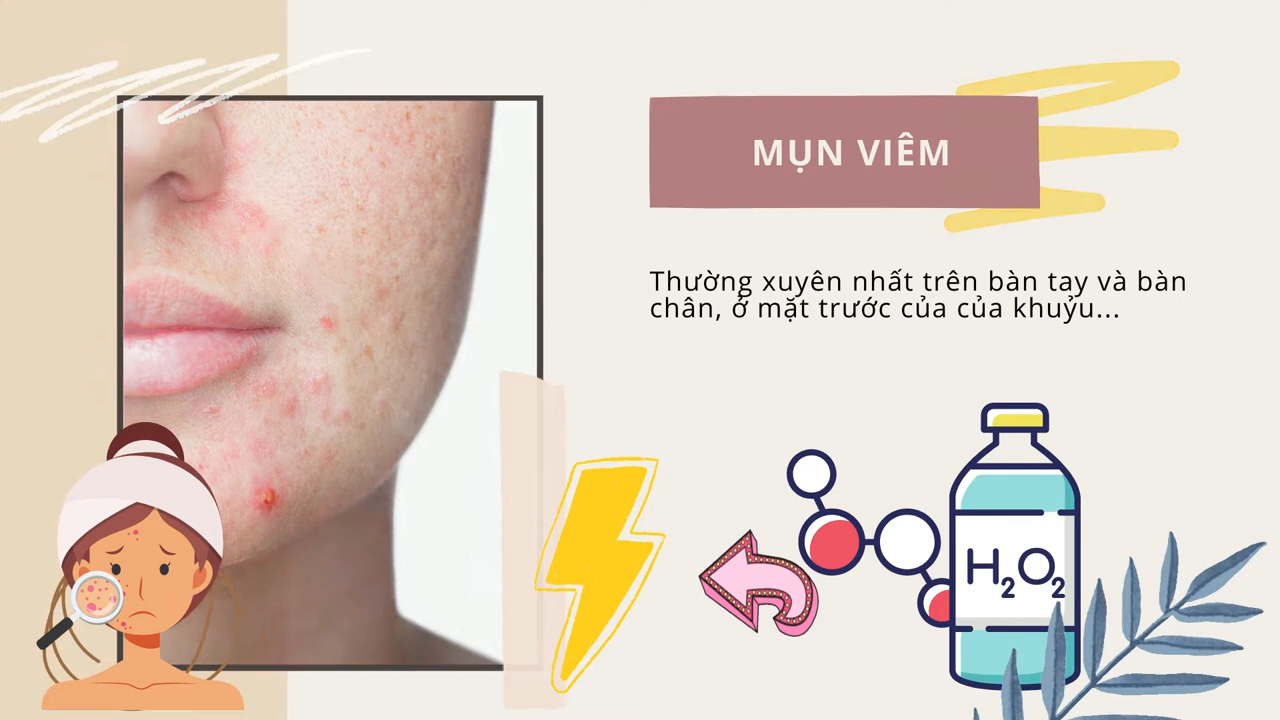 MỤN VIÊM
Thường xuyên nhất trên bàn tay và bàn
chân, ở mặt trước của của khuỷu...
H₂O₂